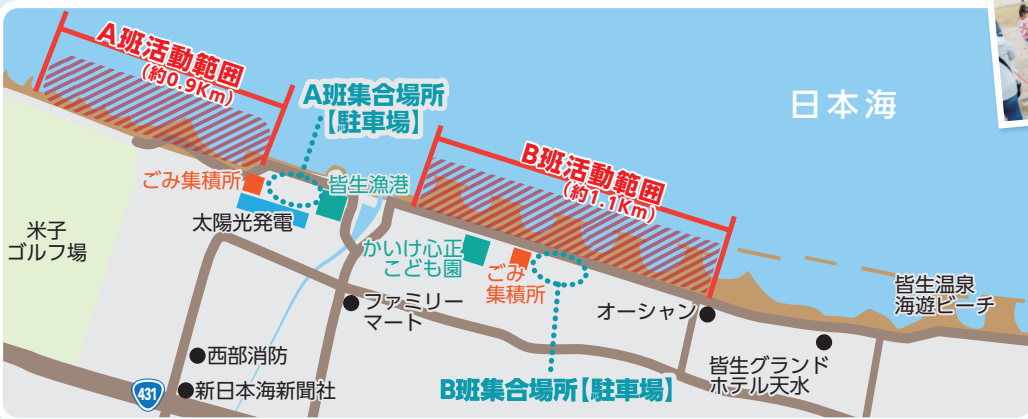 A班活動範囲
(約0.9Km)
A班集合場所
【駐車場】
日本海
B班活動範囲
(約1.1Km)
ごみ集積所
皆生漁港
太陽光発電
米子
ゴルフ場
かいけ心正
こども園
ごみ
集積所
ファミリー
マート
オーシャン
皆生温泉
海遊ビーチ
西部消防
皆生グランド
ホテル天水
431
新日本海新聞社
B班集合場所【駐車場】